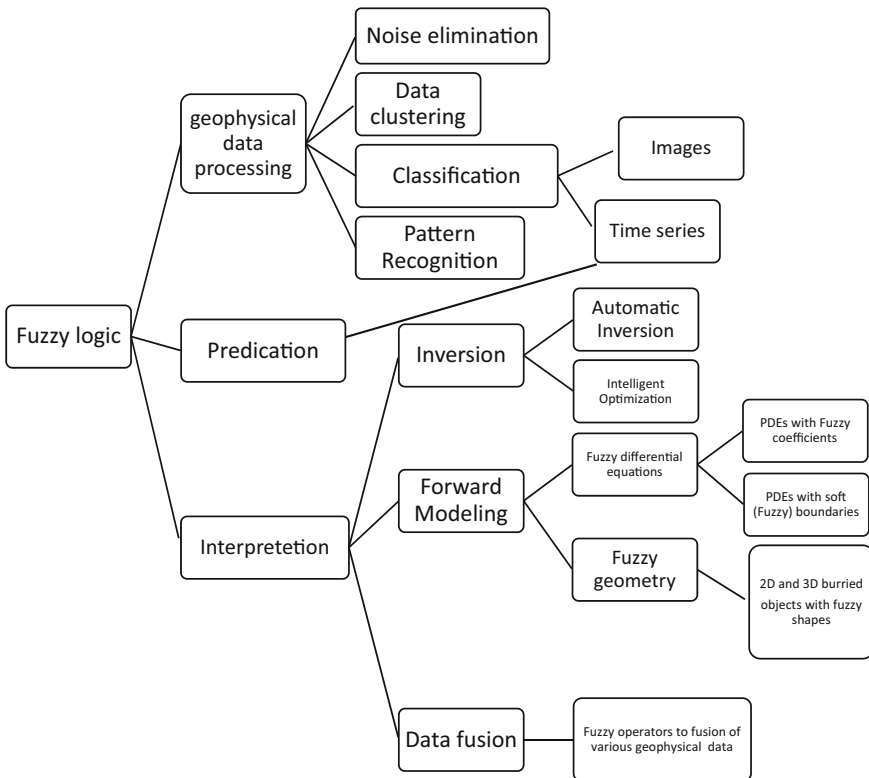 Noise elimination
Data
clustering
geophysical
data
processing
Images
Classification
Pattern
Recognition
Time series
Automatic
Inversion
Fuzzy logic
Predication
Inversion
Intelligent
Optimization
PDEs with Fuzzy
coefficients
Fuzzy differential
equations
Forward
Modeling
PDEs with soft
(Fuzzy) boundaries
Interpretetion
Fuzzy
geometry
2D and 3D burried
objects with fuzzy
shapes
Data fusion
Fuzzy operators to fusion of
various geophysical data